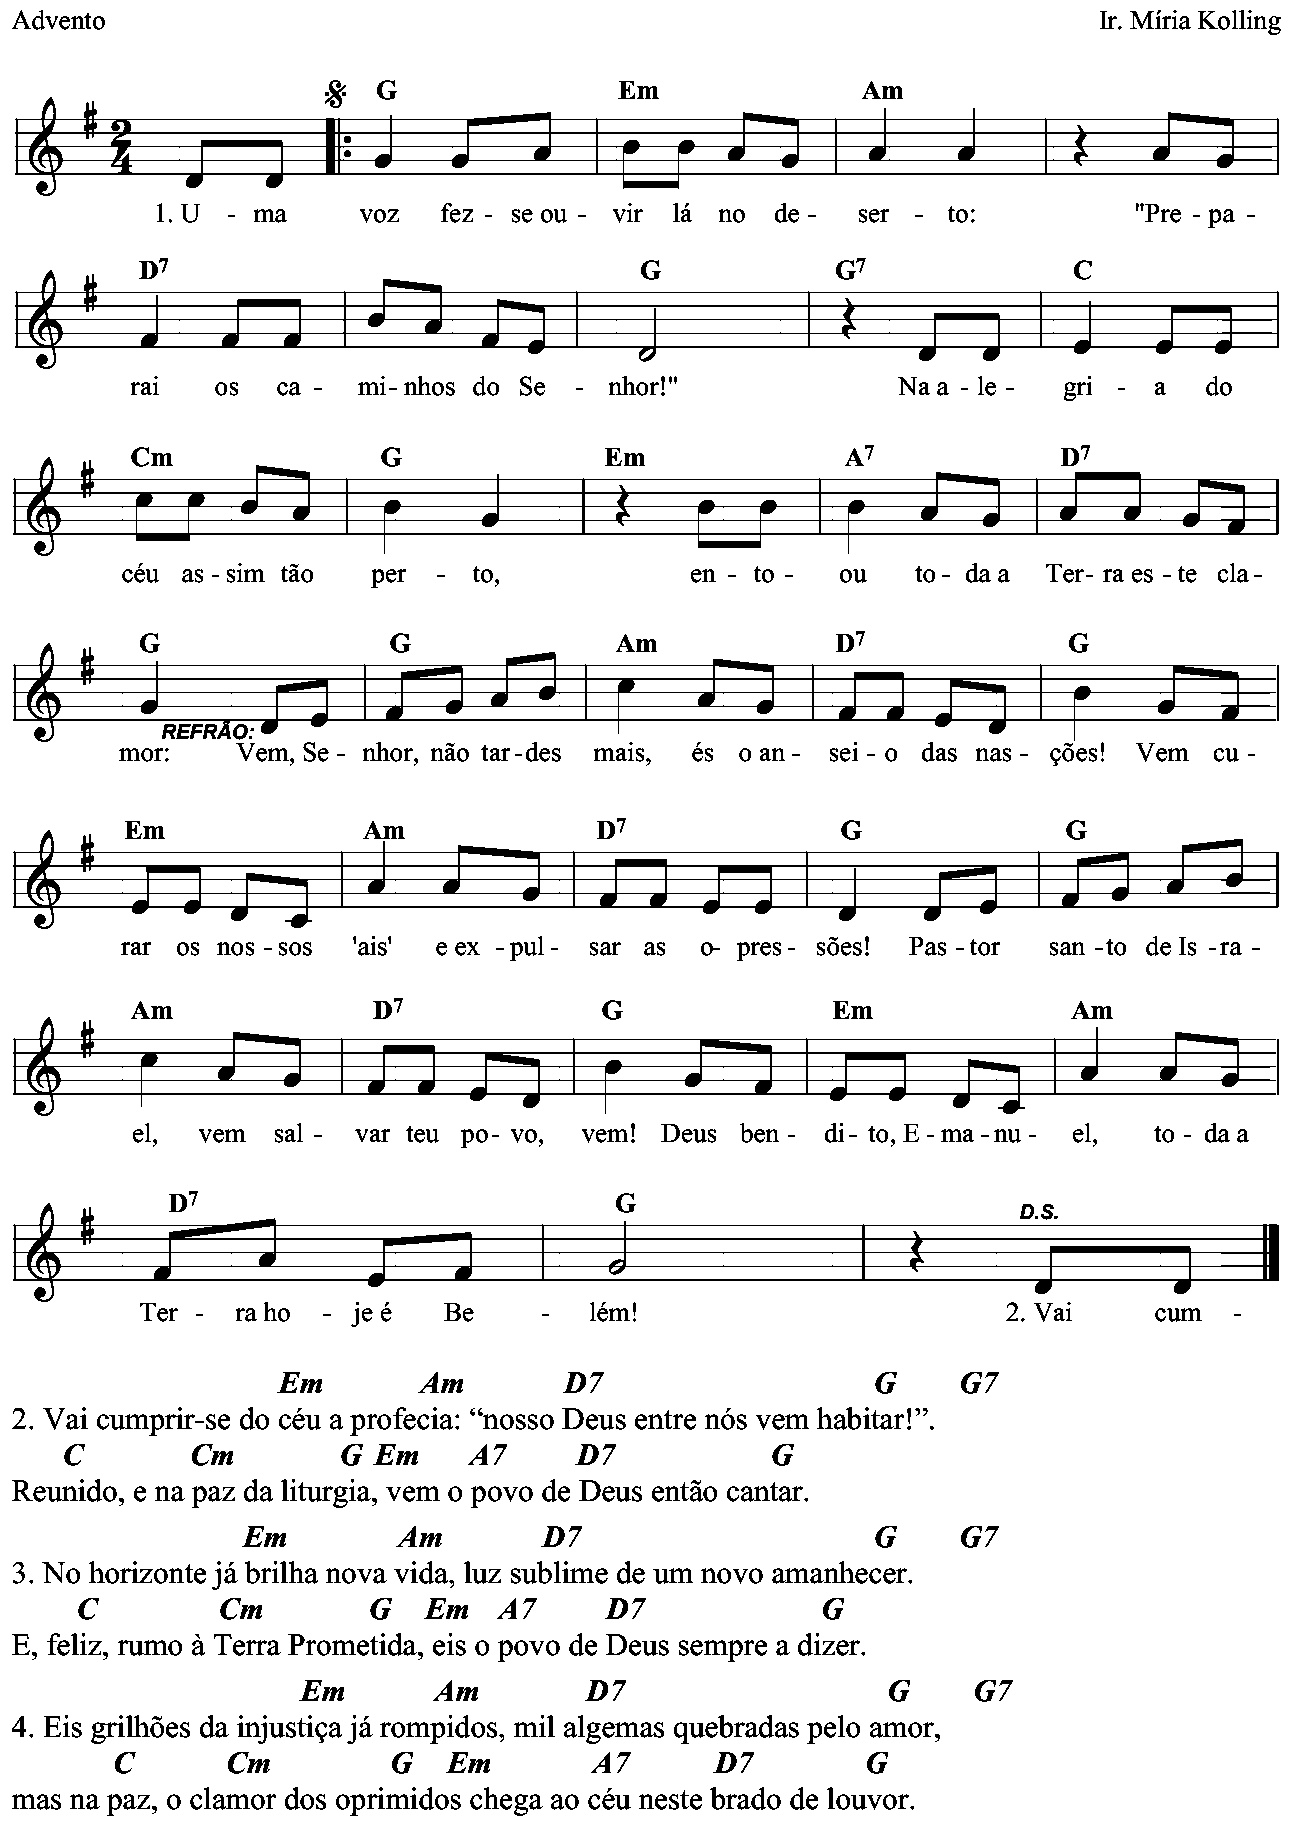 Advento Ir. Míria Kolling
G Em Am
2/4
1. U - ma voz fez- se ou - vir lá no de- ser - to: "Pre - pa -
D7 G G7 C
rai os ca - mi - nhos do Se - nhor!" Na a - le - gri - a do
Cm G Em A7 D7
céu as - sim tão per - to, en - to - ou to - da a Ter- ra es - te cla-
G G Am D7 G
REFRÃO:
mor: Vem, Se - nhor, não tar - des mais, és o an - sei - o das nas - ções! Vem cu -
Em Am D7 G G
rar os nos - sos 'ais' e ex - pul - sar as o- pres - sões! Pas - tor san - to de Is - ra -
Am D7 G Em Am
el, vem sal - var teu po - vo, vem! Deus ben - di - to, E - ma - nu - el, to - da a
D7 G D.S.
Ter - ra ho - je é Be - lém! 2. Vai cum -
Em Am D7 G G7
2. Vai cumprir-se do céu a profecia: “nosso Deus entre nós vem habitar!”.
C Cm G Em A7 D7 G
Reunido, e na paz da liturgia, vem o povo de Deus então cantar.
Em Am D7 G G7
3. No horizonte já brilha nova vida, luz sublime de um novo amanhecer.
C Cm G Em A7 D7 G
E, feliz, rumo à Terra Prometida, eis o povo de Deus sempre a dizer.
Em Am D7 G G7
4. Eis grilhões da injustiça já rompidos, mil algemas quebradas pelo amor,
C Cm G Em A7 D7 G
mas na paz, o clamor dos oprimidos chega ao céu neste brado de louvor.